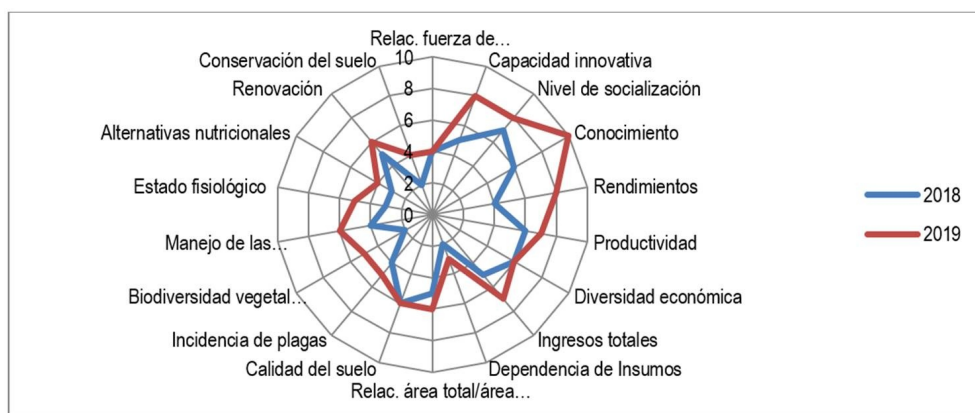 Relac. fuerza de...
Capacidad innovativa
Nivel de socialización
Conocimiento
Rendimientos
Productividad
Diversidad económica
Ingresos totales
Dependencia de Insumos
Relac. área total/área...
Calidad del suelo
Incidencia de plagas
Biodiversidad vegetal...
Manejo de las...
Estado fisiológico
Alternativas nutricionales
Renovación
Conservación del suelo
10
8
6
4
2
0
2018
2019